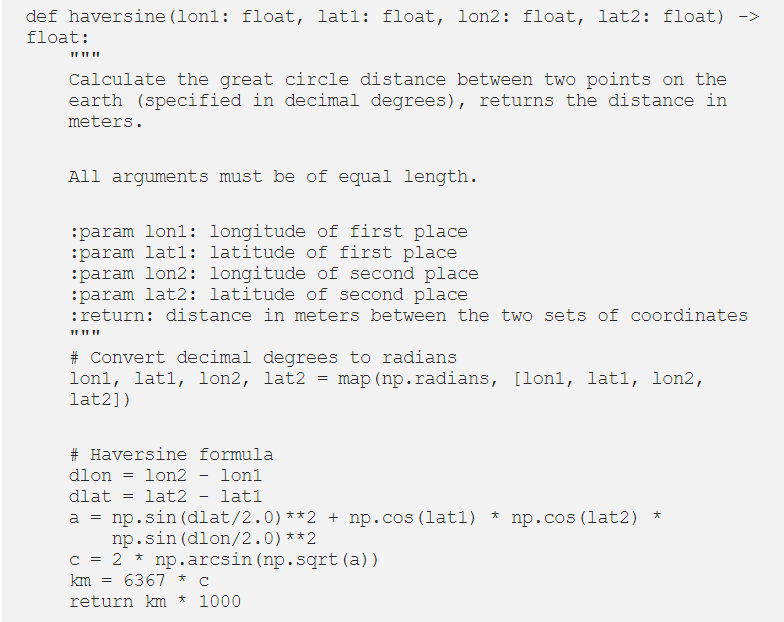 def haversine(lon1: float, lat1: float, lon2: float, lat2: float) ->
float:
    """
    Calculate the great circle distance between two points on the
    earth (specified in decimal degrees), returns the distance in
    meters.

    All arguments must be of equal length.

    :param lon1: longitude of first place
    :param lat1: latitude of first place
    :param lon2: longitude of second place
    :param lat2: latitude of second place
    :return: distance in meters between the two sets of coordinates
    """
    # Convert decimal degrees to radians
    lon1, lat1, lon2, lat2 = map(np.radians, [lon1, lat1, lon2,
    lat2])

    # Haversine formula
    dlon = lon2 - lon1
    dlat = lat2 - lat1
    a = np.sin(dlat/2.0)**2 + np.cos(lat1) * np.cos(lat2) *
        np.sin(dlon/2.0)**2
    c = 2 * np.arcsin(np.sqrt(a))
    km = 6367 * c
    return km * 1000